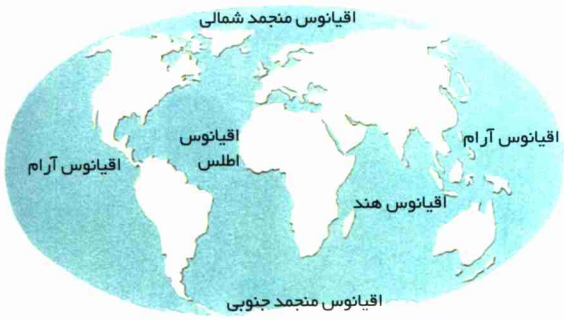 اقیانوس منجمد شمالی
اقیانوس آرام
اقیانوس
اطلس
اقیانوس آرام
اقیانوس هند
اقیانوس منجمد جنوبی